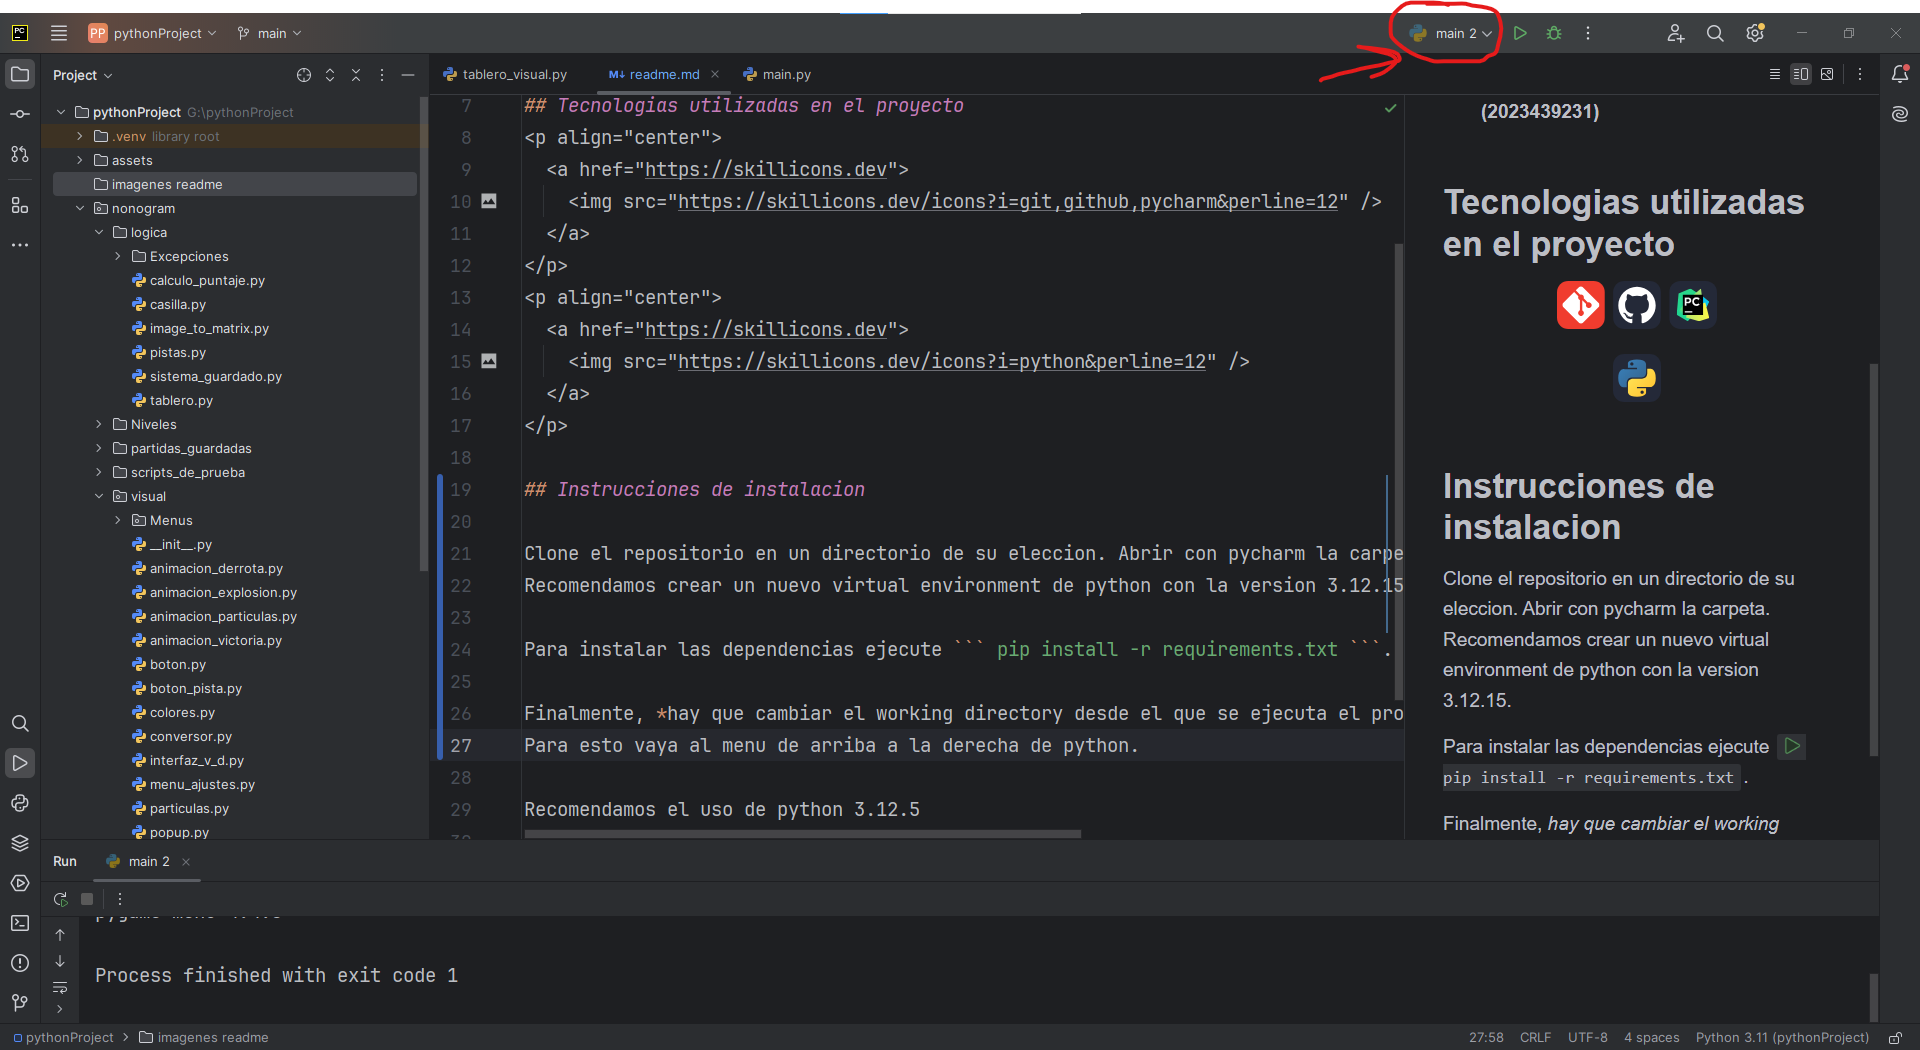 PC
PP pythonProject
main
main 2
Project
tablero_visual.py
readme.md
main.py
pythonProject G:\pythonProject
.venv library root
assets
imagenes readme
nonogram
logica
Excepciones
calculo_puntaje.py
casilla.py
image_to_matrix.py
pistas.py
sistema_guardado.py
tablero.py
Niveles
partidas_guardadas
scripts_de_prueba
visual
Menus
__init__.py
animacion_derrota.py
animacion_explosion.py
animacion_particulas.py
animacion_victoria.py
boton.py
boton_pista.py
colores.py
conversor.py
interfaz_v_d.py
menu_ajustes.py
particulas.py
popup.py
7 ## Tecnologias utilizadas en el proyecto
8 <p align="center">
9 <a href="https://skillicons.dev">
10 <img src="https://skillicons.dev/icons?i=git,github,pycharm&perline=12" />
11 </a>
12 </p>
13 <p align="center">
14 <a href="https://skillicons.dev">
15 <img src="https://skillicons.dev/icons?i=python&perline=12" />
16 </a>
17 </p>
18
19 ## Instrucciones de instalacion
20
21 Clone el repositorio en un directorio de su eleccion. Abrir con pycharm la carpe
22 Recomendamos crear un nuevo virtual environment de python con la version 3.12.15
23
24 Para instalar las dependencias ejecute ``` pip install -r requirements.txt ```.
25
26 Finalmente, *hay que cambiar el working directory desde el que se ejecuta el pro
27 Para esto vaya al menu de arriba a la derecha de python.
28
29 Recomendamos el uso de python 3.12.5
(2023439231)
Tecnologias utilizadas
en el proyecto
PC
Instrucciones de
instalacion
Clone el repositorio en un directorio de su
eleccion. Abrir con pycharm la carpeta.
Recomendamos crear un nuevo virtual
environment de python con la version
3.12.15.
Para instalar las dependencias ejecute
pip install -r requirements.txt .
Finalmente, hay que cambiar el working
Run
main 2
Process finished with exit code 1
pythonProject
imagenes readme
27:58
CRLF
UTF-8
4 spaces
Python 3.11 (pythonProject)